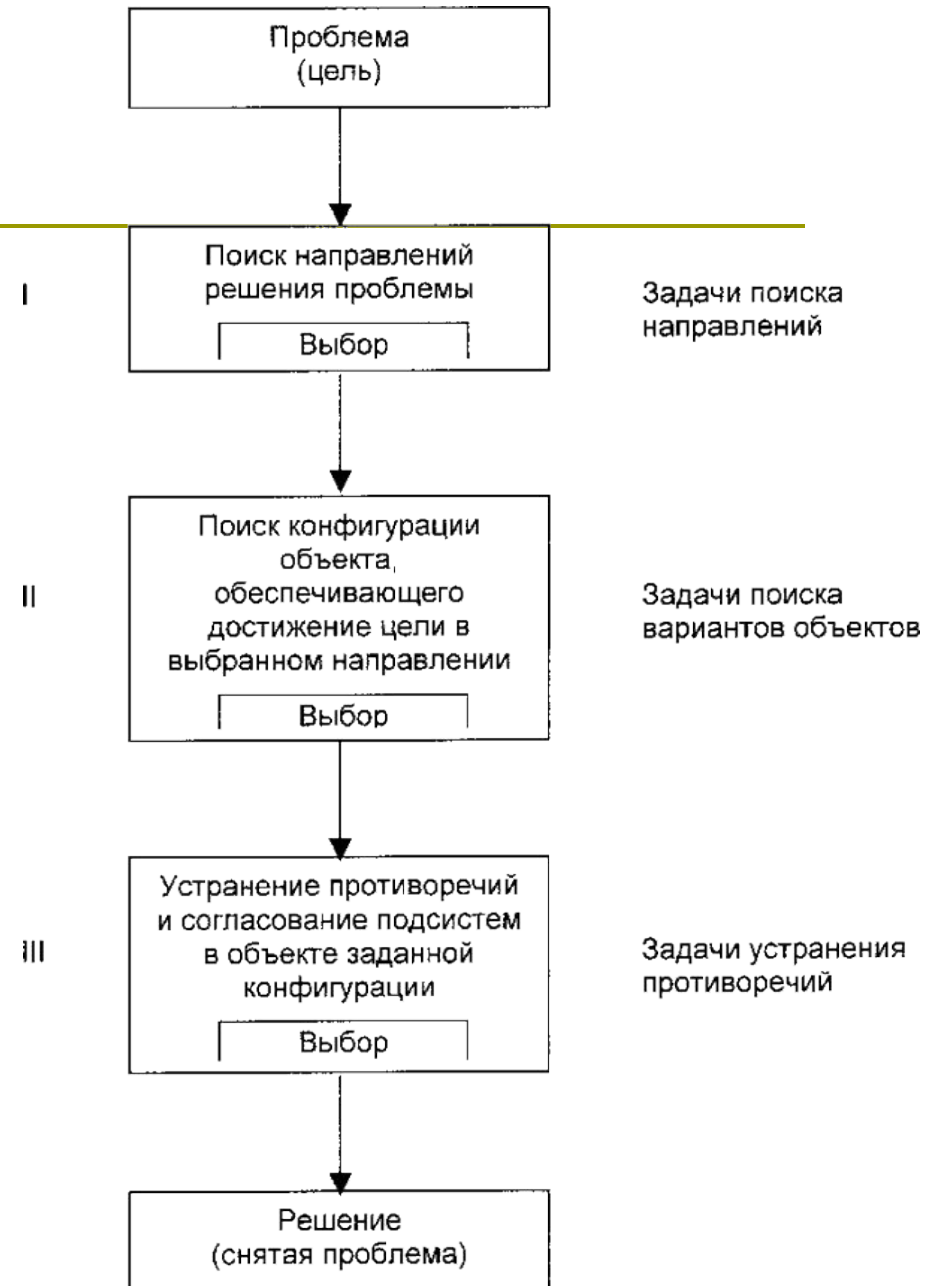 Проблема
(цель)
I
Поиск направлений
решения проблемы
Выбор
Задачи поиска
направлений
II
Поиск конфигурации
объекта,
обеспечивающего
достижение цели в
выбранном направлении
Выбор
Задачи поиска
вариантов объектов
III
Устранение противоречий
и согласование подсистем
в объекте заданной
конфигурации
Выбор
Задачи устранения
противоречий
Решение
(снятая проблема)